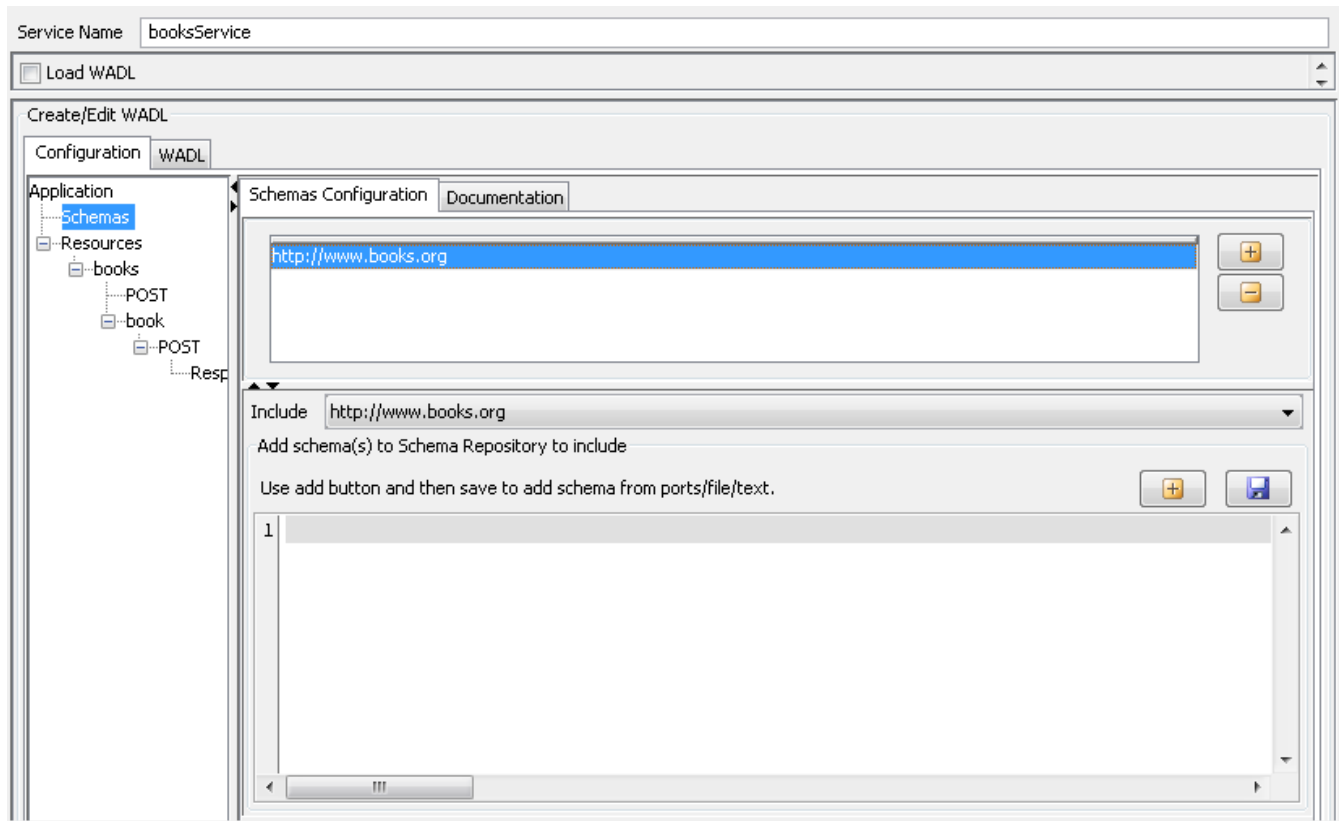 Service Name booksService
Load WADL
Create/Edit WADL
Configuration WADL
Application
Schemas
Resources
books
POST
book
POST
Resp
Schemas Configuration Documentation
http://www.books.org
Include http://www.books.org
Add schema(s) to Schema Repository to include
Use add button and then save to add schema from ports/file/text.
1